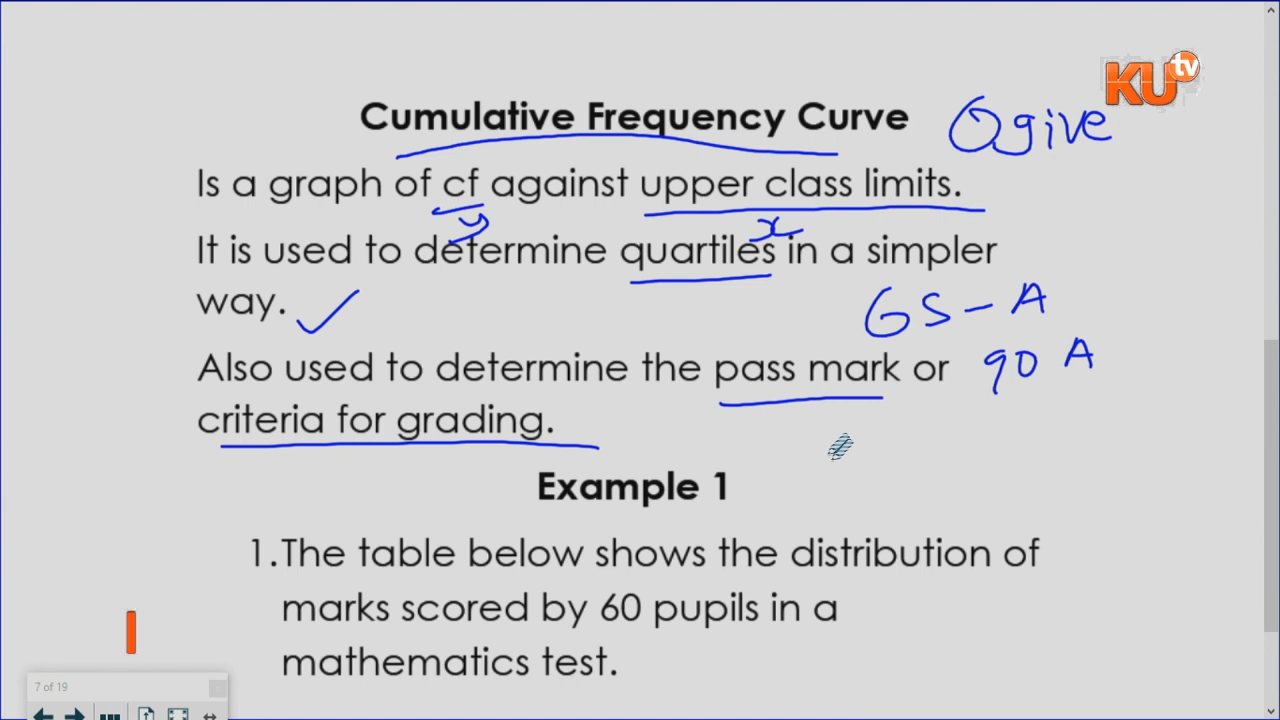 KU tv
Cumulative Frequency Curve Ogive
Is a graph of cf against upper class limits.
y x
It is used to determine quartiles in a simpler
way.
GS - A
Also used to determine the pass mark or 90 A
criteria for grading.
Example 1
1.The table below shows the distribution of
marks scored by 60 pupils in a
mathematics test.
7 of 19